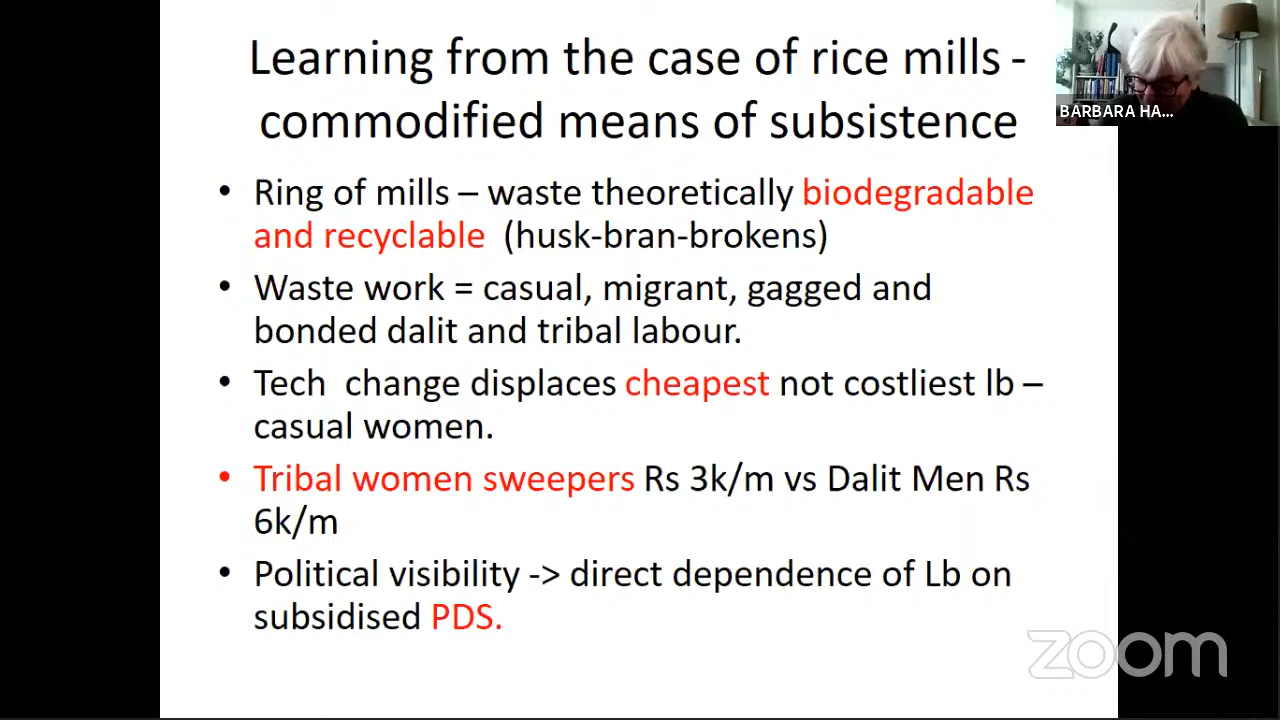 Learning from the case of rice mills -
commodified means of subsistence
• Ring of mills – waste theoretically biodegradable
and recyclable (husk-bran-brokens)
• Waste work = casual, migrant, gagged and
bonded dalit and tribal labour.
• Tech change displaces cheapest not costliest lb –
casual women.
• Tribal women sweepers Rs 3k/m vs Dalit Men Rs
6k/m
• Political visibility -> direct dependence of Lb on
subsidised PDS.
BARBARA HA...
zoom